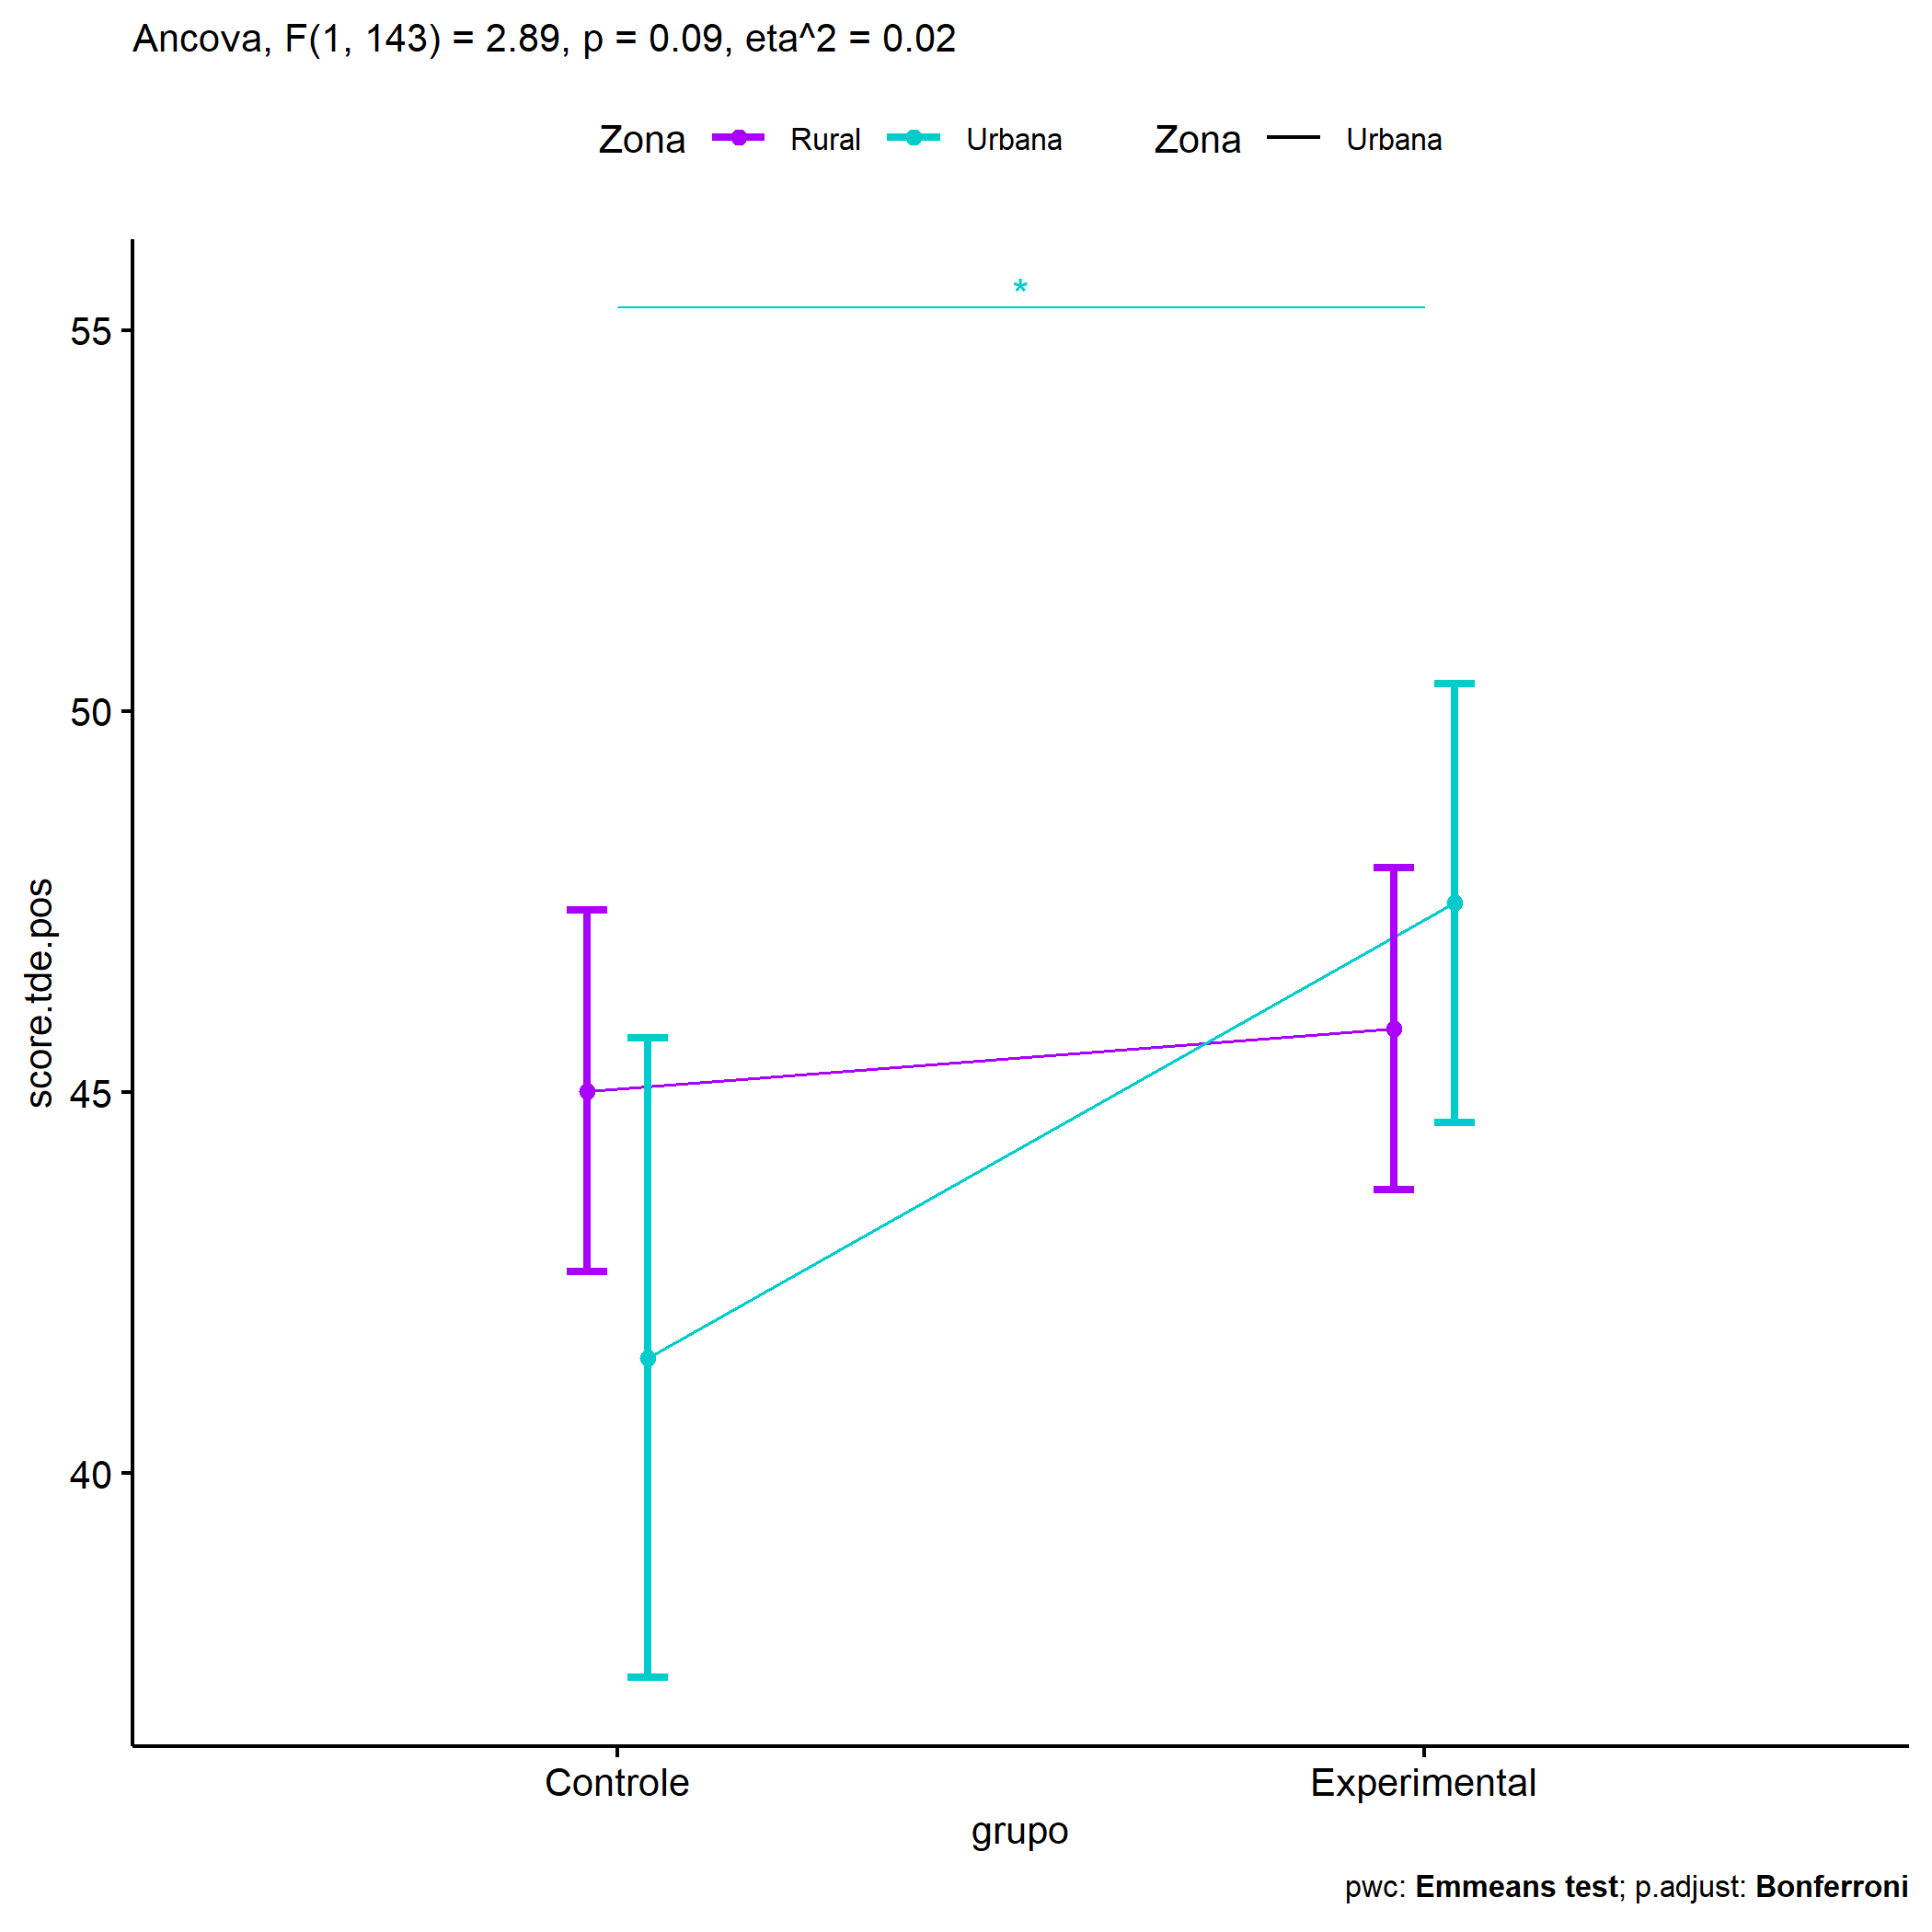 Ancova, F(1, 143) = 2.89, p = 0.09, eta^2 = 0.02
Zona Rural Urbana Zona Urbana
*
55
50
45
40
score.tde.pos
Controle Experimental
grupo
pwc: Emmeans test; p.adjust: Bonferroni